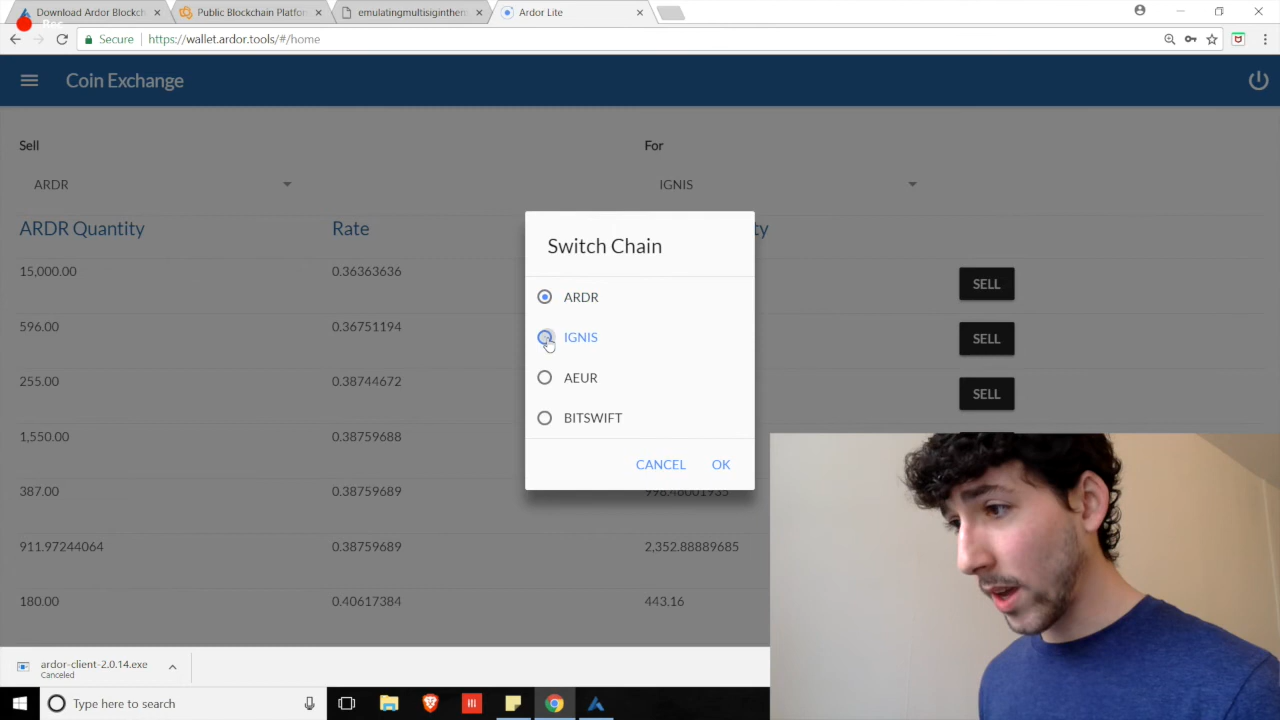 Download Ardor Blockch
Public Blockchain Platfor
emulatingmultisiginthen
Ardor Lite
Secure
https://wallet.ardor.tools/#/home
Coin Exchange
Sell
For
ARDR
IGNIS
ARDR Quantity
Rate
ty
15,000.00
0.36363636
SELL
596.00
0.36751194
SELL
255.00
0.38744672
SELL
1,550.00
0.38759688
387.00
0.38759689
998.46001935
911.97244064
0.38759689
2,352.88889685
180.00
0.40617384
443.16
Switch Chain
ARDR
IGNIS
AEUR
BITSWIFT
CANCEL
OK
ardor-client-2.0.14.exe
Canceled
Type here to search